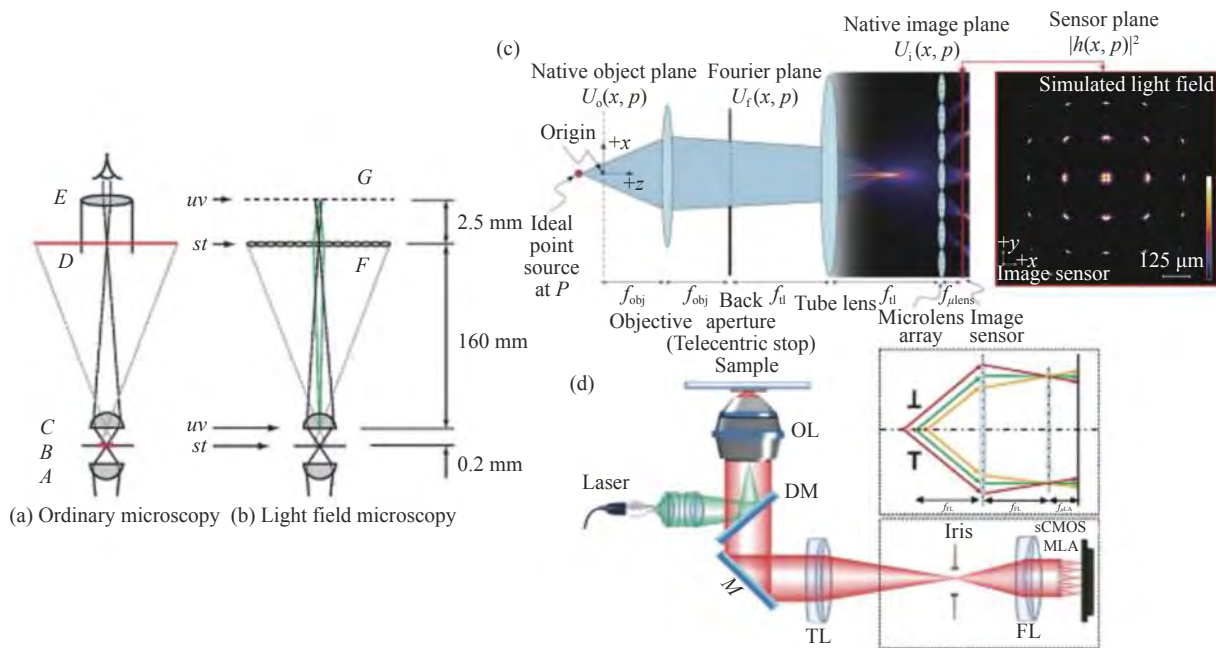 E
D
C
B
A
(a) Ordinary microscopy
uv
st
uv
st
G
F
2.5 mm
160 mm
0.2 mm
(b) Light field microscopy
(c)
Native object plane
U_o(x, p)
Fourier plane
U_f(x, p)
Native image plane
U_i(x, p)
Sensor plane
|h(x, p)|²
Origin
+x
+z
Ideal
point
source
at P
f_obj
f_obj
f_tl
f_tl
f_μlens
Objective
Back
aperture
(Telecentric stop)
Tube lens
Microlens
array
Image
sensor
Simulated light field
+y
+x
Image sensor
125 μm
(d)
Sample
OL
Laser
DM
M
TL
Iris
FL
sCMOS
MLA
f_FL
f_FL
f_μLA